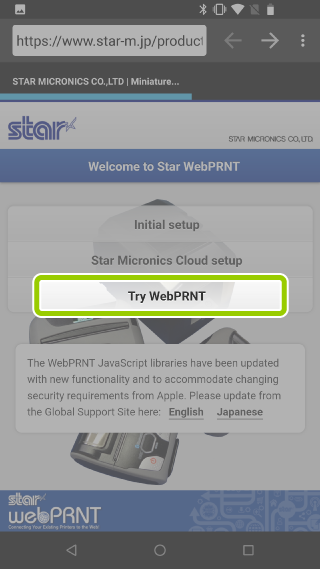 https://www.star-m.jp/product
STAR MICRONICS CO.,LTD | Miniature...
star
STAR MICRONICS CO.,LTD
Welcome to Star WebPRNT
Initial setup
Star Micronics Cloud setup
Try WebPRNT
The WebPRNT JavaScript libraries have been updated
with new functionality and to accommodate changing
security requirements from Apple. Please update from
the Global Support Site here: English Japanese
star
webPRNT
Connecting Your Existing Printers to the Web